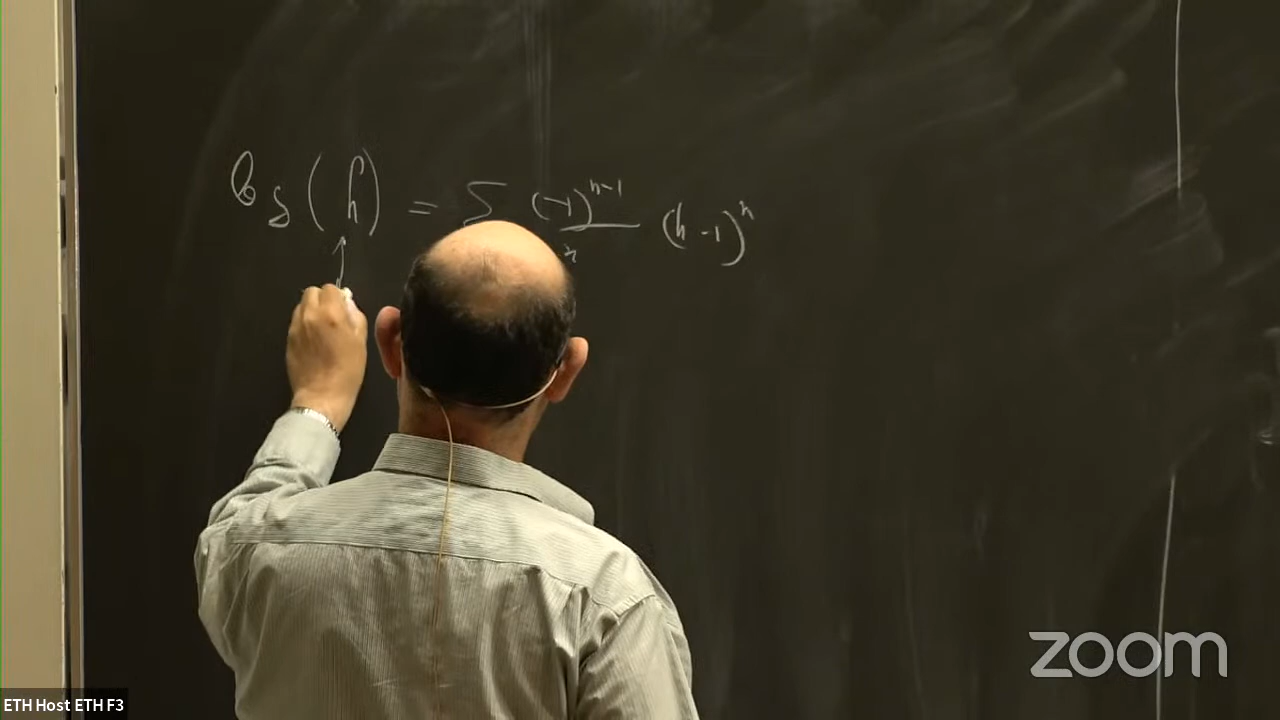 log(h) = Σ (-1)^{n-1}/n (h-1)^n
zoom
ETH Host ETH F3